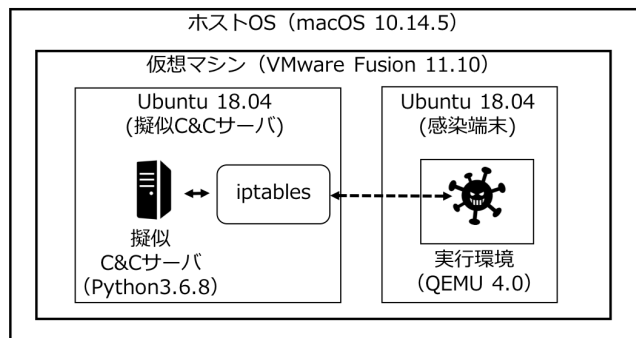 ホストOS（macOS 10.14.5）
仮想マシン（VMware Fusion 11.10）
Ubuntu 18.04
(擬似C&Cサーバ)
iptables
擬似
C&Cサーバ
（Python3.6.8）
Ubuntu 18.04
(感染端末)
実行環境
（QEMU 4.0）